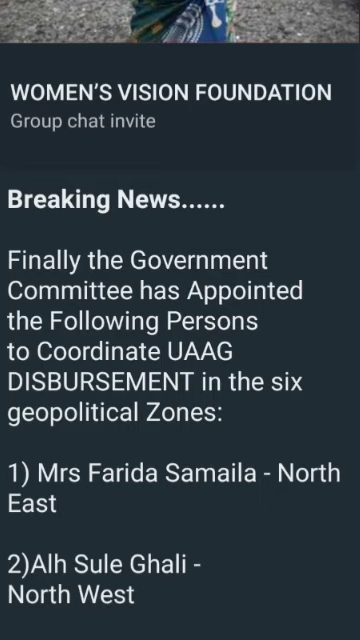 WOMEN’S VISION FOUNDATION
Group chat invite
Breaking News......
Finally the Government
Committee has Appointed
the Following Persons
to Coordinate UAAG
DISBURSEMENT in the six
geopolitical Zones:
1) Mrs Farida Samaila - North
East
2)Alh Sule Ghali -
North West